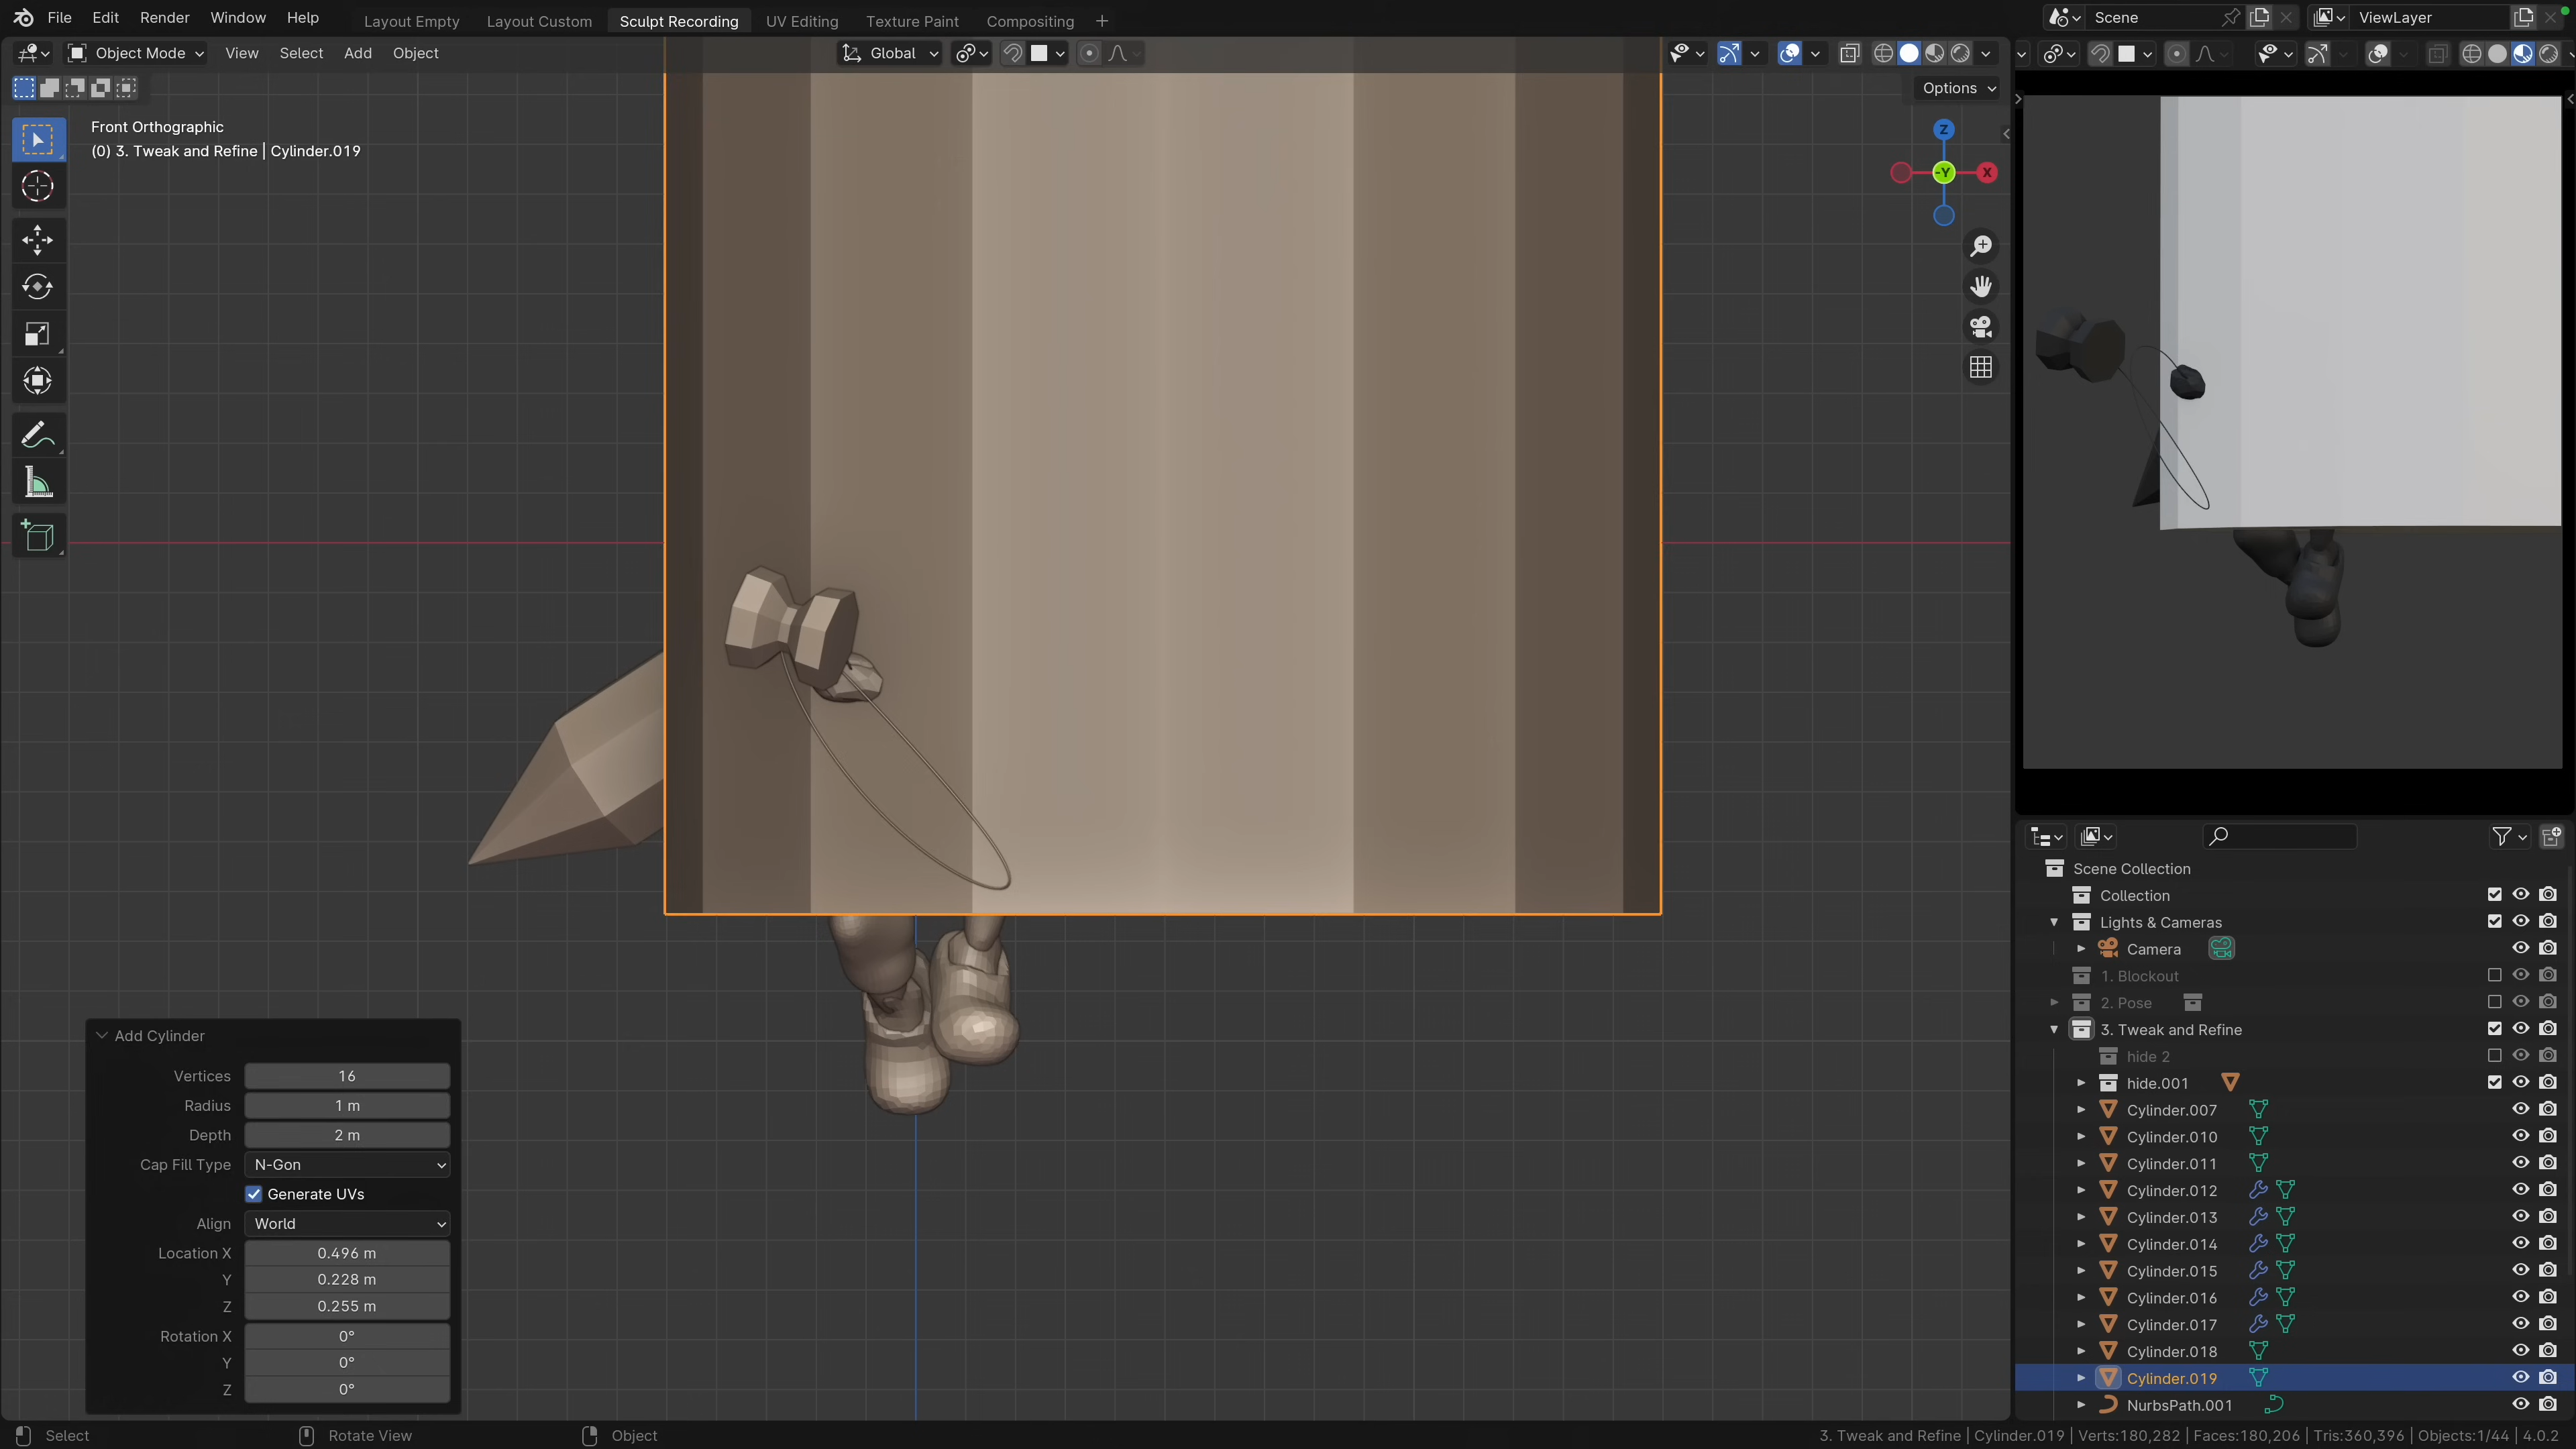 File Edit Render Window Help Layout Empty Layout Custom Sculpt Recording UV Editing Texture Paint Compositing Scene ViewLayer
Object Mode View Select Add Object Global
Options
Front Orthographic
(0) 3. Tweak and Refine | Cylinder.019
Z
-Y X
Add Cylinder
Vertices 16
Radius 1 m
Depth 2 m
Cap Fill Type N-Gon
Generate UVs
Align World
Location X 0.496 m
Y 0.228 m
Z 0.255 m
Rotation X 0°
Y 0°
Z 0°
Scene Collection
Collection
Lights & Cameras
Camera
1. Blockout
2. Pose
3. Tweak and Refine
hide 2
hide.001
Cylinder.007
Cylinder.010
Cylinder.011
Cylinder.012
Cylinder.013
Cylinder.014
Cylinder.015
Cylinder.016
Cylinder.017
Cylinder.018
Cylinder.019
NurbsPath.001
Select Rotate View Object 3. Tweak and Refine | Cylinder.019 | Verts:180,282 | Faces:180,206 | Tris:360,396 | Objects:1/44 | 4.0.2